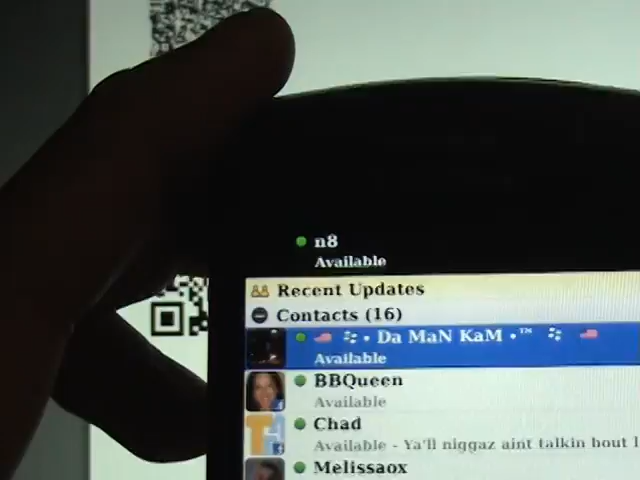 n8
Available
Recent Updates
Contacts (16)
• Da MaN KaM •™
Available
BBQueen
Available
Chad
Available - Ya'll niggaz aint talkin bout
Melissaox